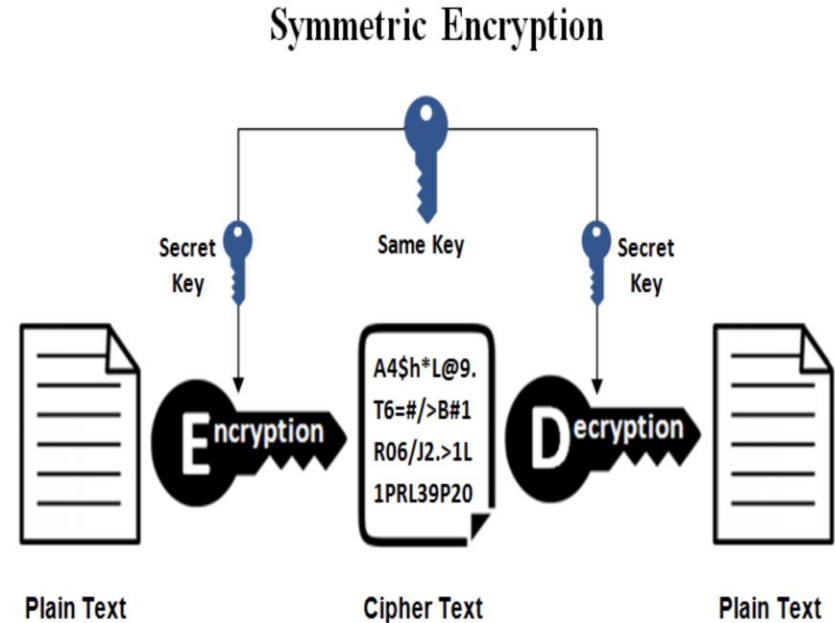 Symmetric Encryption
Same Key
Secret
Key
Secret
Key
Encryption
A4$h*L@9.
T6=#/>B#1
R06/J2.>1L
1PRL39P20
Decryption
Plain Text
Cipher Text
Plain Text